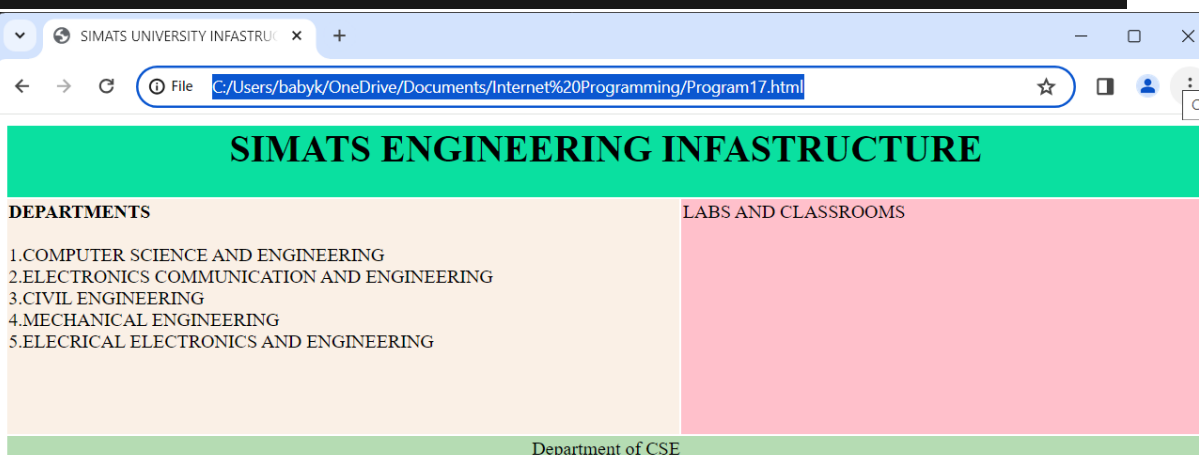 SIMATS UNIVERSITY INFASTRUC
File C:/Users/babyk/OneDrive/Documents/Internet%20Programming/Program17.html
SIMATS ENGINEERING INFASTRUCTURE
DEPARTMENTS
1.COMPUTER SCIENCE AND ENGINEERING
2.ELECTRONICS COMMUNICATION AND ENGINEERING
3.CIVIL ENGINEERING
4.MECHANICAL ENGINEERING
5.ELECRICAL ELECTRONICS AND ENGINEERING
LABS AND CLASSROOMS
Department of CSE